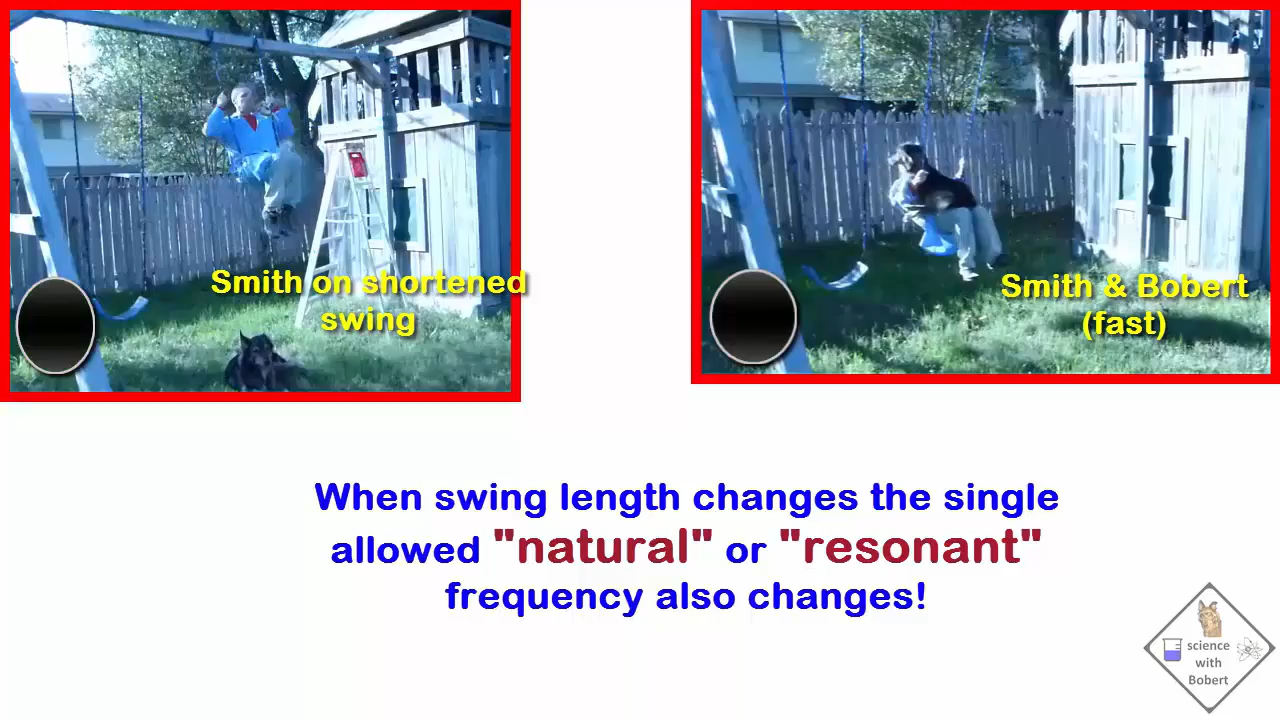 Smith on shortened
swing
Smith & Bobert
(fast)
When swing length changes the single
allowed "natural" or "resonant"
frequency also changes!
science
with
Bobert